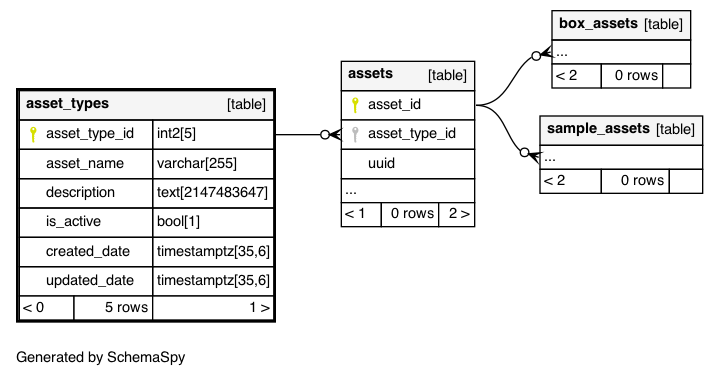 box_assets [table]
...
< 2 0 rows
assets [table]
asset_id
asset_type_id
uuid
...
< 1 0 rows 2 >
asset_types [table]
asset_type_id int2[5]
asset_name varchar[255]
description text[2147483647]
is_active bool[1]
created_date timestamptz[35,6]
updated_date timestamptz[35,6]
< 0 5 rows 1 >
sample_assets [table]
...
< 2 0 rows
Generated by SchemaSpy